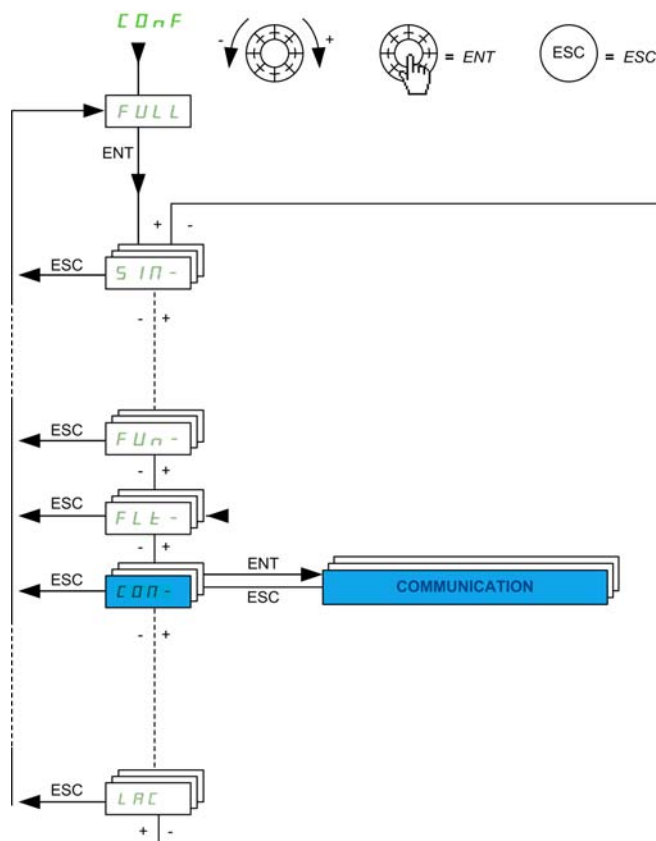 COnF
- + = ENT ESC = ESC
FULL
ENT
+ -
ESC SIM-
- +
ESC FUn-
- +
ESC FLt-
- +
ENT
ESC COM- COMMUNICATION
ESC
- +
ESC LAC
+ -